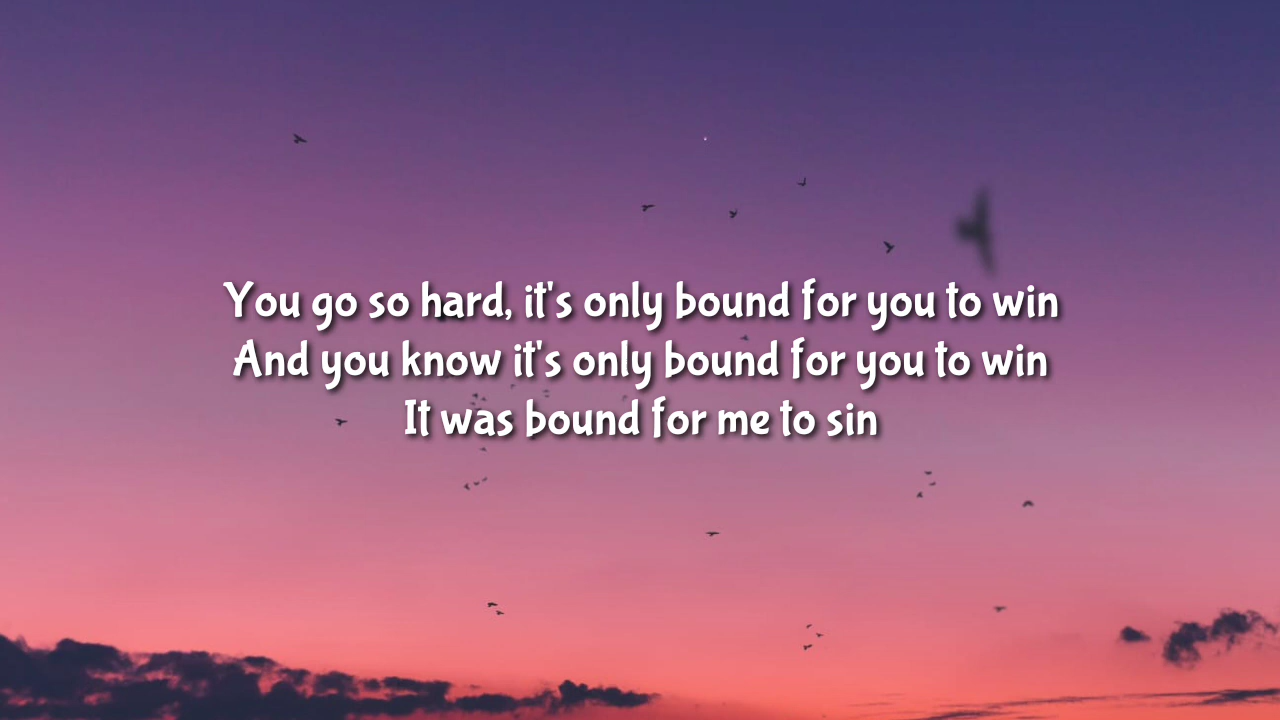 You go so hard, it's only bound for you to win
And you know it's only bound for you to win
It was bound for me to sin